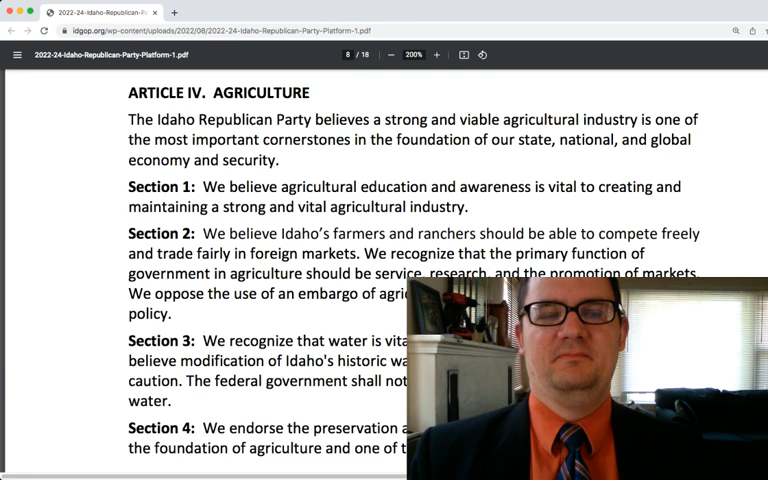 2022-24-Idaho-Republican-Pa
idgop.org/wp-content/uploads/2022/08/2022-24-Idaho-Republican-Party-Platform-1.pdf
2022-24-Idaho-Republican-Party-Platform-1.pdf
8 / 18
200%
ARTICLE IV. AGRICULTURE
The Idaho Republican Party believes a strong and viable agricultural industry is one of
the most important cornerstones in the foundation of our state, national, and global
economy and security.
Section 1: We believe agricultural education and awareness is vital to creating and
maintaining a strong and vital agricultural industry.
Section 2: We believe Idaho's farmers and ranchers should be able to compete freely
and trade fairly in foreign markets. We recognize that the primary function of
government in agriculture should be service, research, and the promotion of markets.
We oppose the use of an embargo of agric
policy.
Section 3: We recognize that water is vita
believe modification of Idaho's historic wa
caution. The federal government shall not
water.
Section 4: We endorse the preservation a
the foundation of agriculture and one of t